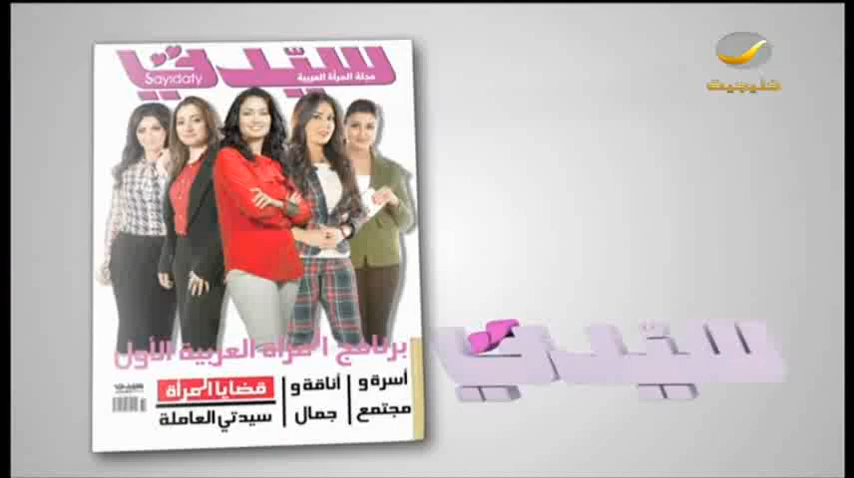 خليجية
سيدتي
Sayidaty
مجلة المرأة العربية
برنامج المرأة العربية الأول
أسرة و مجتمع
أناقة و جمال
قضايا المرأة
سيدتي العاملة
سيدتي